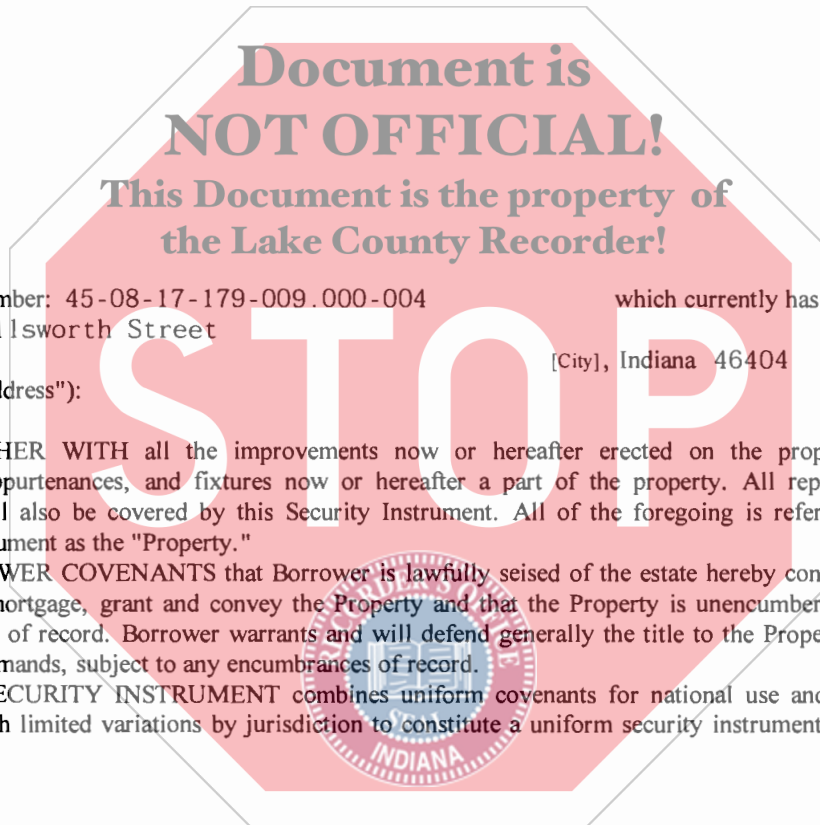 Document is
NOT OFFICIAL!
This Document is the property of
the Lake County Recorder!
mber: 45-08-17-179-009.000-004 which currently has
lsworth Street
[City], Indiana 46404
ddress"):
STOP
HER WITH all the improvements now or hereafter erected on the prop
ppurtenances, and fixtures now or hereafter a part of the property. All rep
l also be covered by this Security Instrument. All of the foregoing is refer
ument as the "Property."
WER COVENANTS that Borrower is lawfully seised of the estate hereby con
nortgage, grant and convey the Property and that the Property is unencumber
of record. Borrower warrants and will defend generally the title to the Prope
mands, subject to any encumbrances of record.
ECURITY INSTRUMENT combines uniform covenants for national use and
h limited variations by jurisdiction to constitute a uniform security instrument
RECORDER'S OFFICE
SEAL
INDIANA